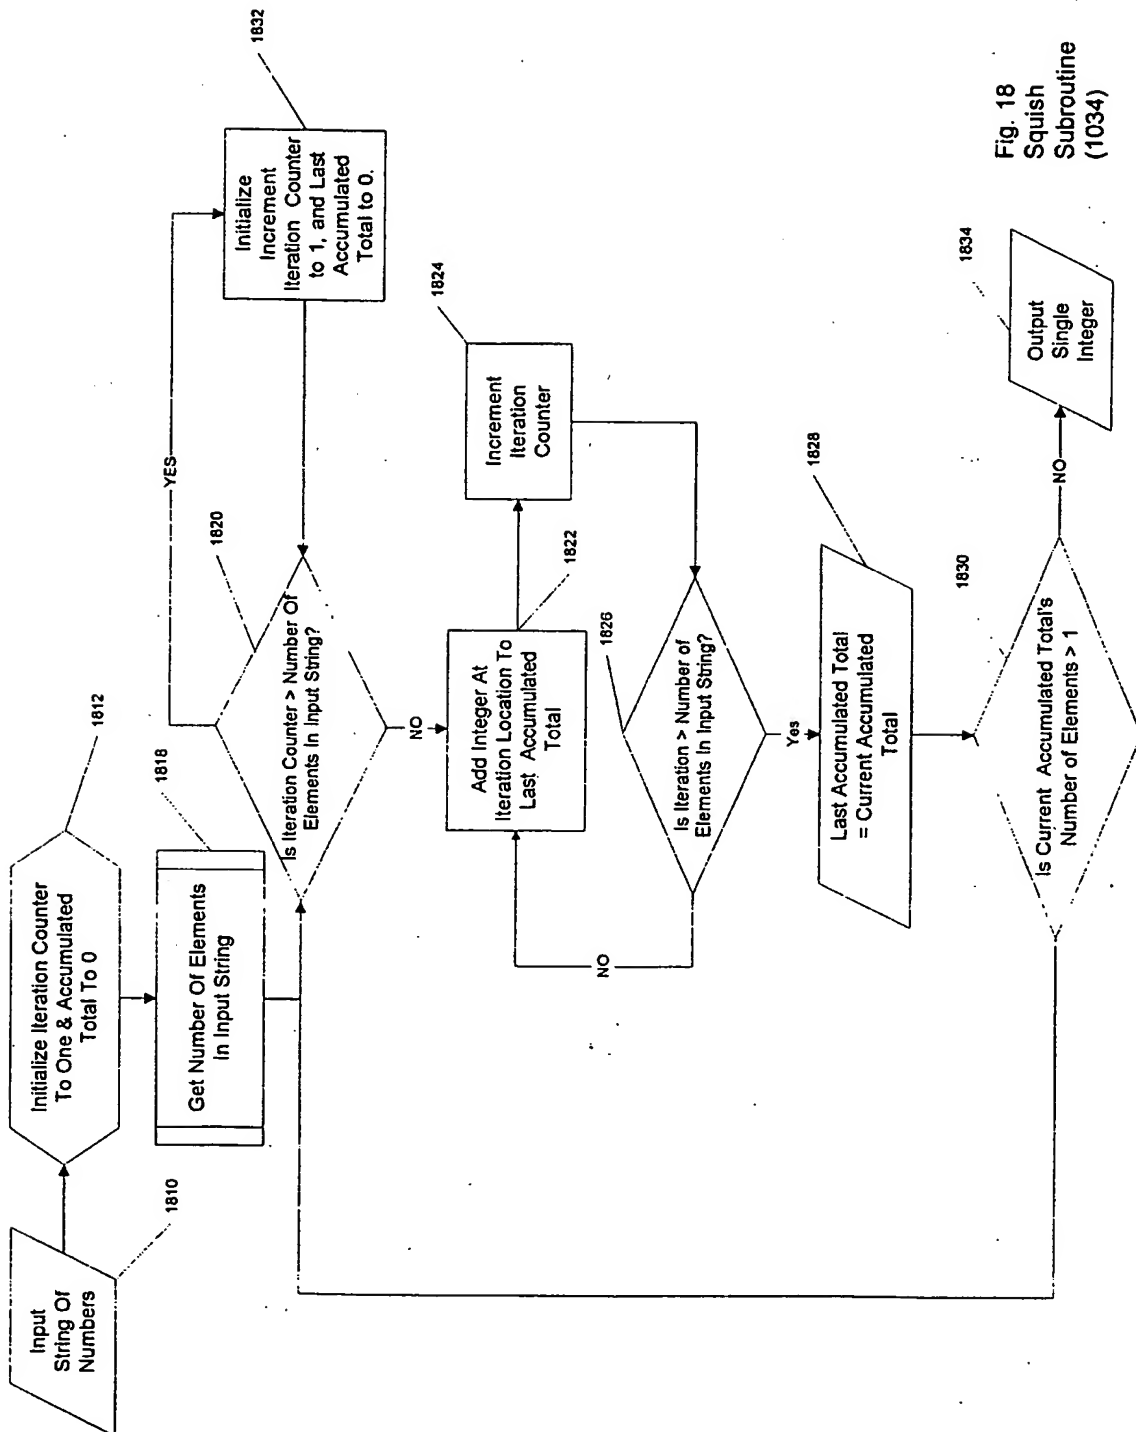 Input
String Of
Numbers
1810
Initialize Iteration Counter
To One & Accumulated
Total To 0
1812
Get Number Of Elements
In Input String
1818
Is Iteration Counter > Number Of
Elements In Input String?
1820
YES
NO
Initialize
Increment
Iteration Counter
to 1, and Last
Accumulated
Total to 0.
1832
Add Integer At
Iteration Location To
Last Accumulated
Total
1822
Increment
Iteration
Counter
1824
Is Iteration > Number of
Elements In Input String?
1826
NO
Yes
Last Accumulated Total
= Current Accumulated
Total
1828
Is Current Accumulated Total's
Number of Elements > 1
1830
NO
Output
Single
Integer
1834
Fig. 18
Squish
Subroutine
(1034)